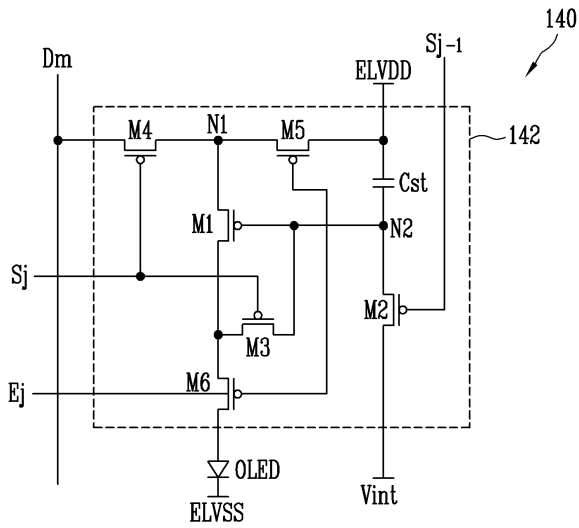 140
Sj-1
Dm
ELVDD
M4
N1
M5
142
Cst
M1
N2
Sj
M2
M3
M6
Ej
OLED
Vint
ELVSS